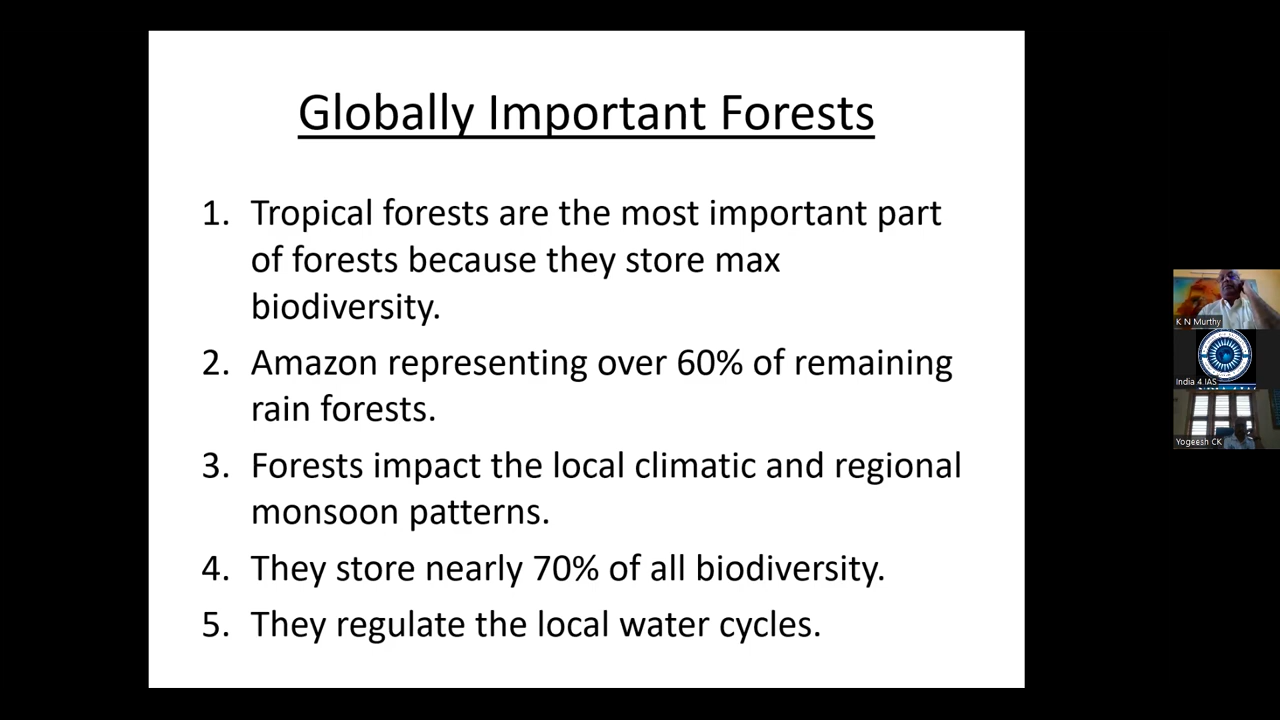 Globally Important Forests
1. Tropical forests are the most important part
of forests because they store max
biodiversity.
2. Amazon representing over 60% of remaining
rain forests.
3. Forests impact the local climatic and regional
monsoon patterns.
4. They store nearly 70% of all biodiversity.
5. They regulate the local water cycles.
K N Murthy
India 4 IAS
Yogeesh CK